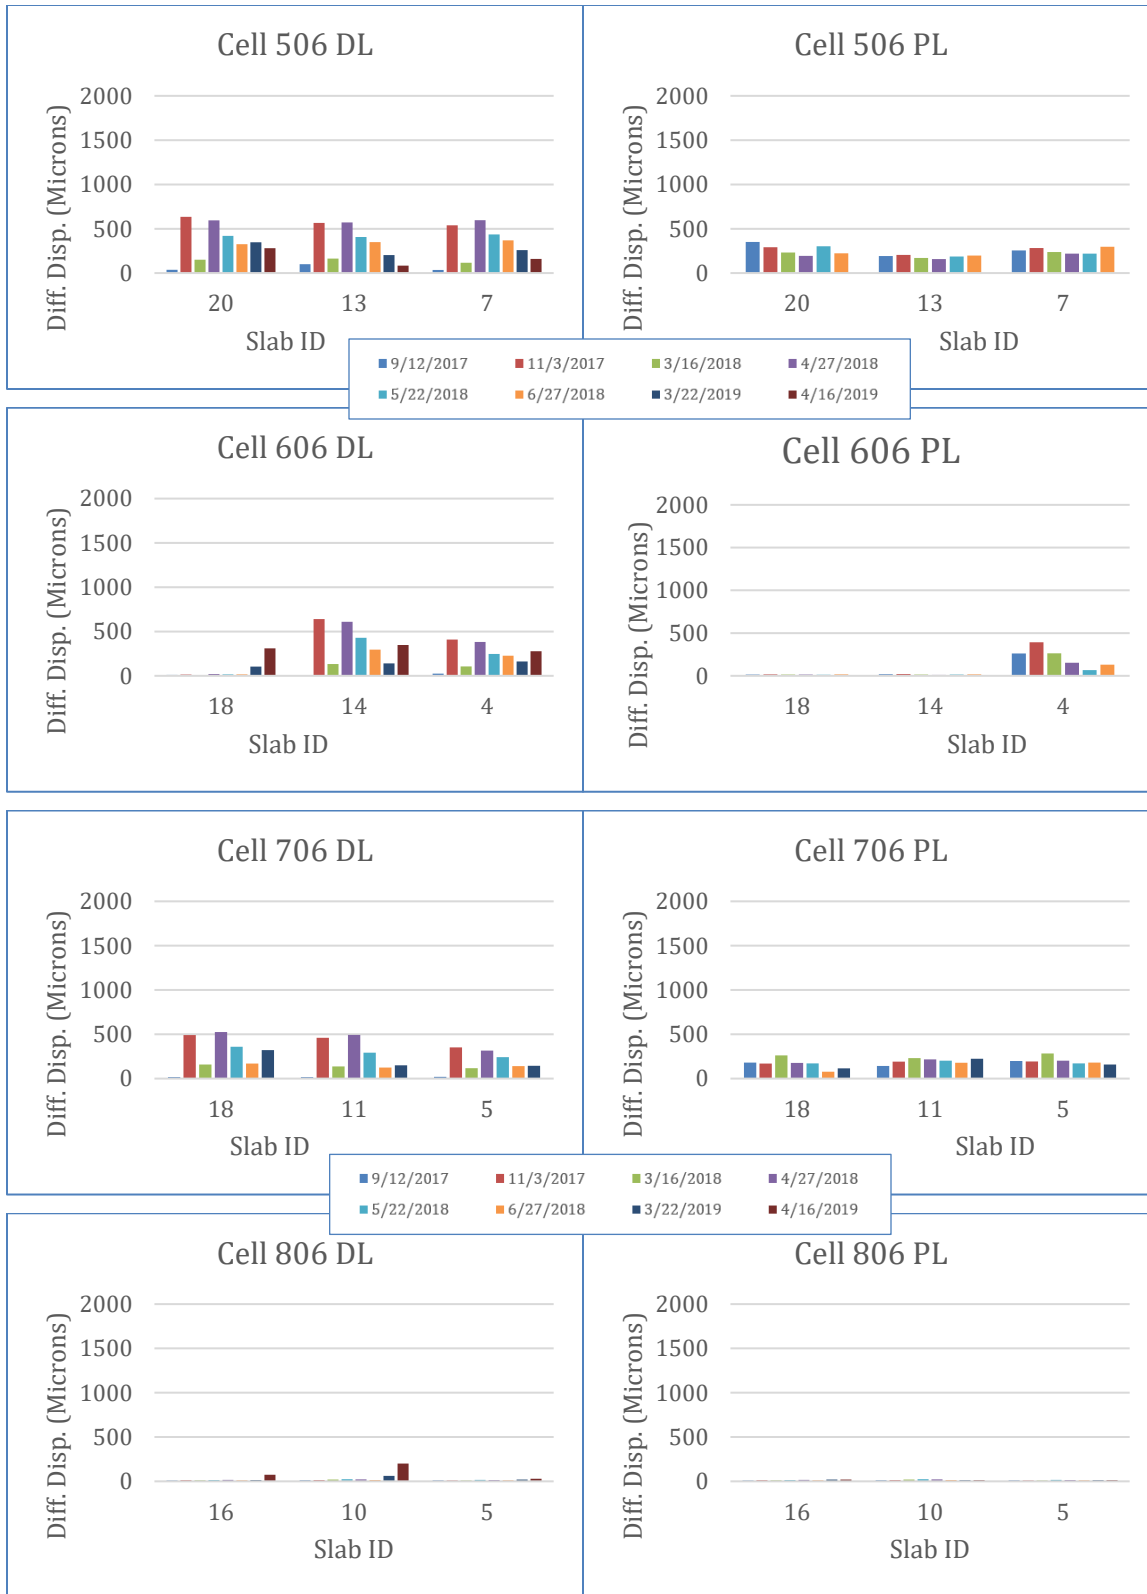 Cell 506 DL
Diff. Disp. (Microns)
2000
1500
1000
500
0
20 13 7
Slab ID
Cell 506 PL
Diff. Disp. (Microns)
2000
1500
1000
500
0
20 13 7
Slab ID
9/12/2017 11/3/2017 3/16/2018 4/27/2018
5/22/2018 6/27/2018 3/22/2019 4/16/2019
Cell 606 DL
Diff. Disp. (Microns)
2000
1500
1000
500
0
18 14 4
Slab ID
Cell 606 PL
Diff. Disp. (Microns)
2000
1500
1000
500
0
18 14 4
Slab ID
Cell 706 DL
Diff. Disp. (Microns)
2000
1500
1000
500
0
18 11 5
Slab ID
Cell 706 PL
Diff. Disp. (Microns)
2000
1500
1000
500
0
18 11 5
Slab ID
9/12/2017 11/3/2017 3/16/2018 4/27/2018
5/22/2018 6/27/2018 3/22/2019 4/16/2019
Cell 806 DL
Diff. Disp. (Microns)
2000
1500
1000
500
0
16 10 5
Slab ID
Cell 806 PL
Diff. Disp. (Microns)
2000
1500
1000
500
0
16 10 5
Slab ID